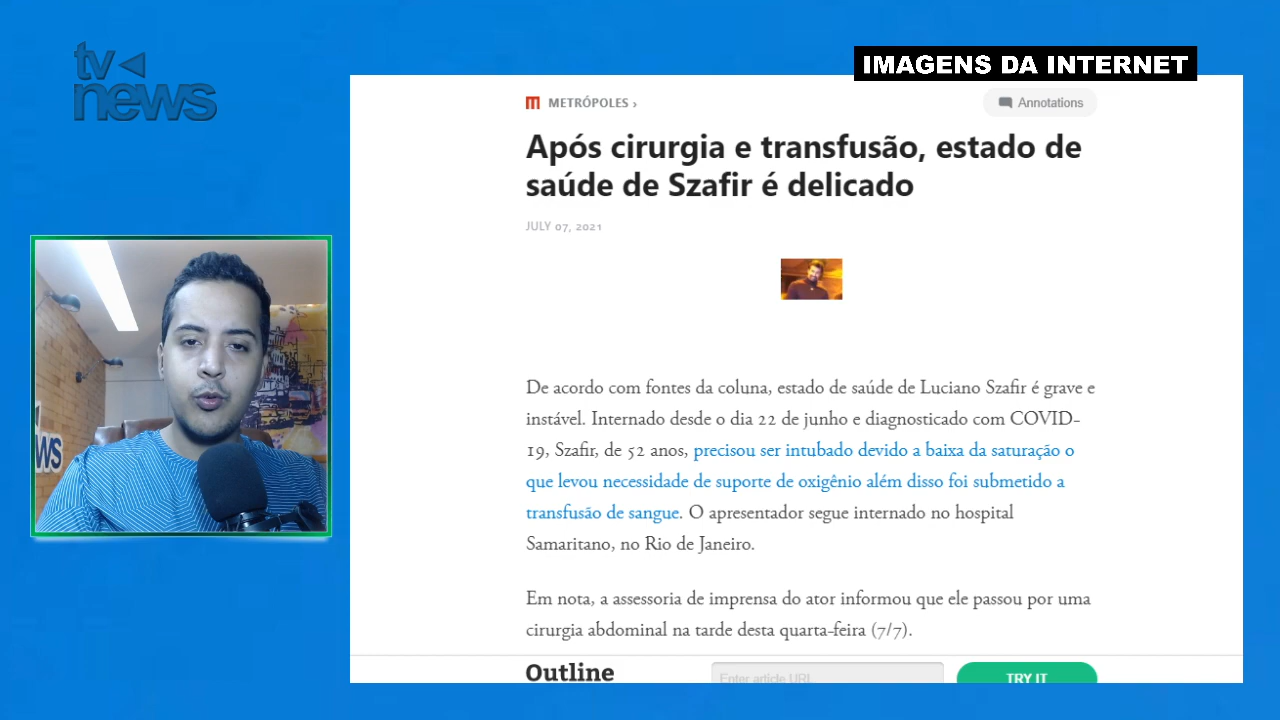 tv
news
IMAGENS DA INTERNET
METRÓPOLES ›
Annotations
Após cirurgia e transfusão, estado de
saúde de Szafir é delicado
JULY 07, 2021
De acordo com fontes da coluna, estado de saúde de Luciano Szafir é grave e
instável. Internado desde o dia 22 de junho e diagnosticado com COVID-
19, Szafir, de 52 anos, precisou ser intubado devido a baixa da saturação o
que levou necessidade de suporte de oxigênio além disso foi submetido a
transfusão de sangue. O apresentador segue internado no hospital
Samaritano, no Rio de Janeiro.
Em nota, a assessoria de imprensa do ator informou que ele passou por uma
cirurgia abdominal na tarde desta quarta-feira (7/7).
Outline
Enter article URL
TRY IT